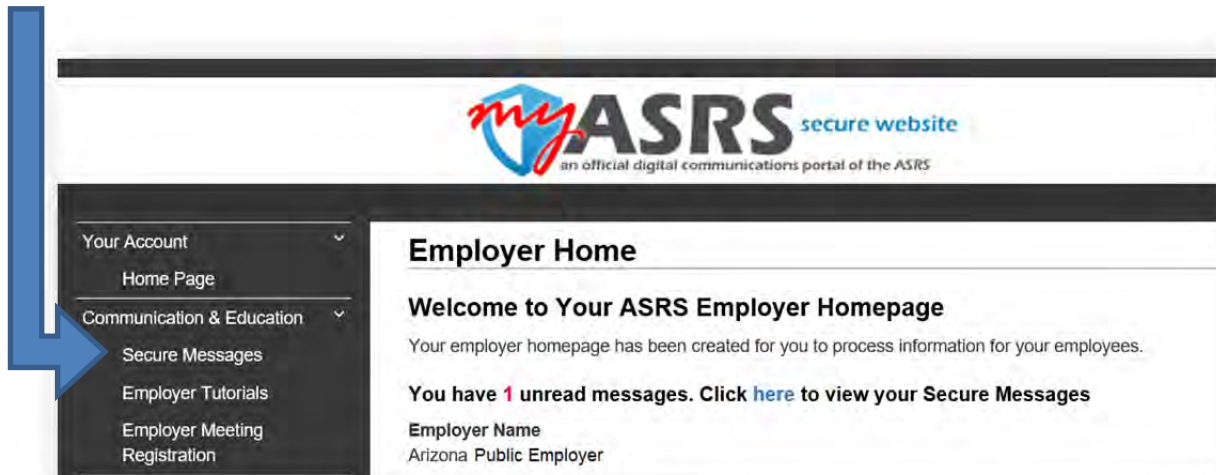 myASRS secure website
an official digital communications portal of the ASRS
Your Account
Home Page
Communication & Education
Secure Messages
Employer Tutorials
Employer Meeting
Registration
Employer Home
Welcome to Your ASRS Employer Homepage
Your employer homepage has been created for you to process information for your employees.
You have 1 unread messages. Click here to view your Secure Messages
Employer Name
Arizona Public Employer